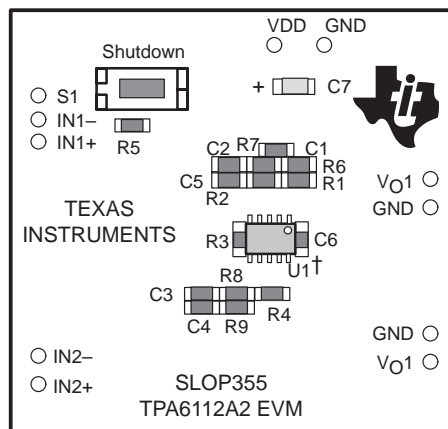 VDD GND
Shutdown
+ C7
S1
IN1–
IN1+
R5
R7
C2 C1
R6
C5 R1
R2
VO1
GND
TEXAS
INSTRUMENTS
R3 C6
U1†
R8
C3
C4 R9 R4
GND
VO1
IN2–
IN2+
SLOP355
TPA6112A2 EVM
ti